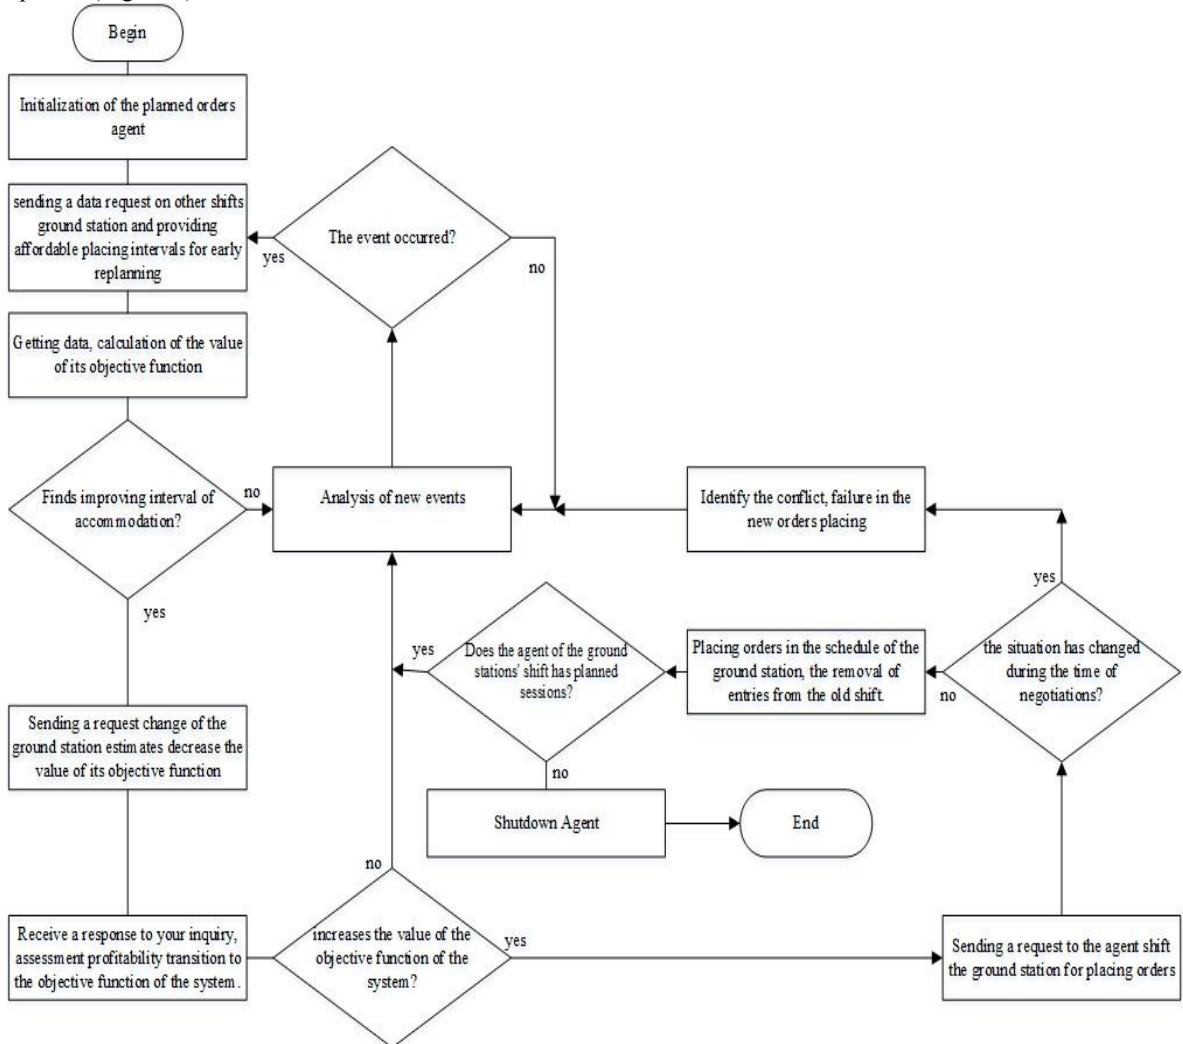 Begin
Initialization of the planned orders
agent
sending a data request on other shifts
ground station and providing
affordable placing intervals for early
replanning
The event occurred?
yes
no
Getting data, calculation of the value
of its objective function
Finds improving interval of
accommodation?
no
yes
Analysis of new events
Identify the conflict, failure in the
new orders placing
yes
the situation has changed
during the time of
negotiations?
no
Placing orders in the schedule of the
ground station, the removal of
entries from the old shift.
Does the agent of the ground
stations' shift has planned
sessions?
yes
no
Shutdown Agent
End
Sending a request change of the
ground station estimates decrease the
value of its objective function
Receive a response to your inquiry,
assessment profitability transition to
the objective function of the system.
no
increases the value of the
objective function of the
system?
yes
Sending a request to the agent shift
the ground station for placing orders